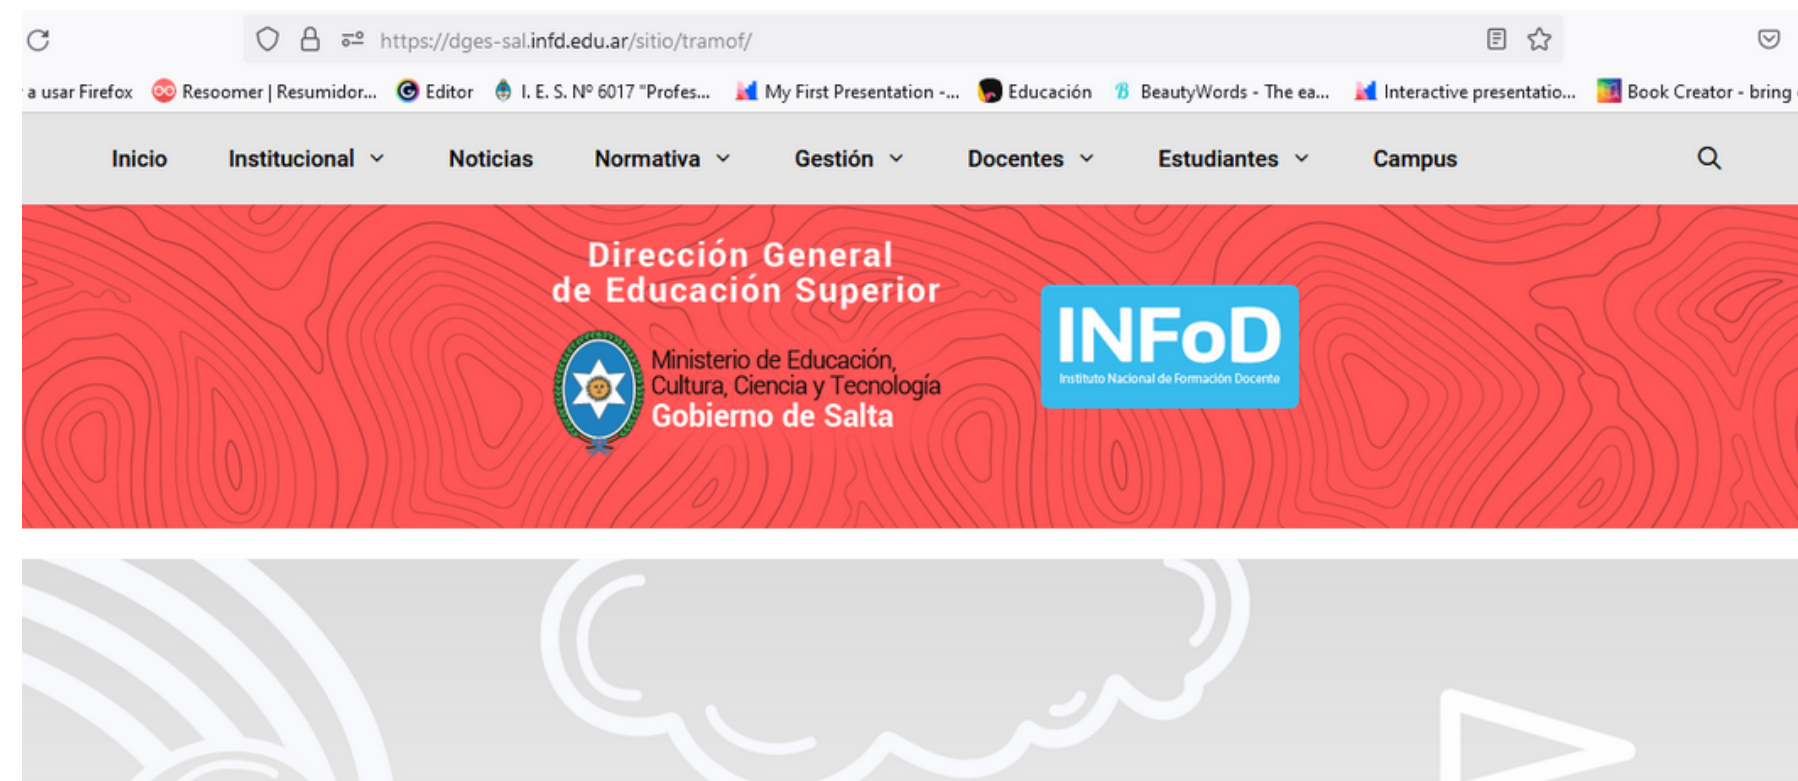 https://dges-sal.infd.edu.ar/sitio/tramof/
a usar Firefox Resoomer | Resumidor... Editor I. E. S. Nº 6017 "Profes... My First Presentation -... Educación BeautyWords - The ea... Interactive presentatio... Book Creator - bring
Inicio Institucional Noticias Normativa Gestión Docentes Estudiantes Campus
Dirección General
de Educación Superior
Ministerio de Educación,
Cultura, Ciencia y Tecnología
Gobierno de Salta
INFoD
Instituto Nacional de Formación Docente